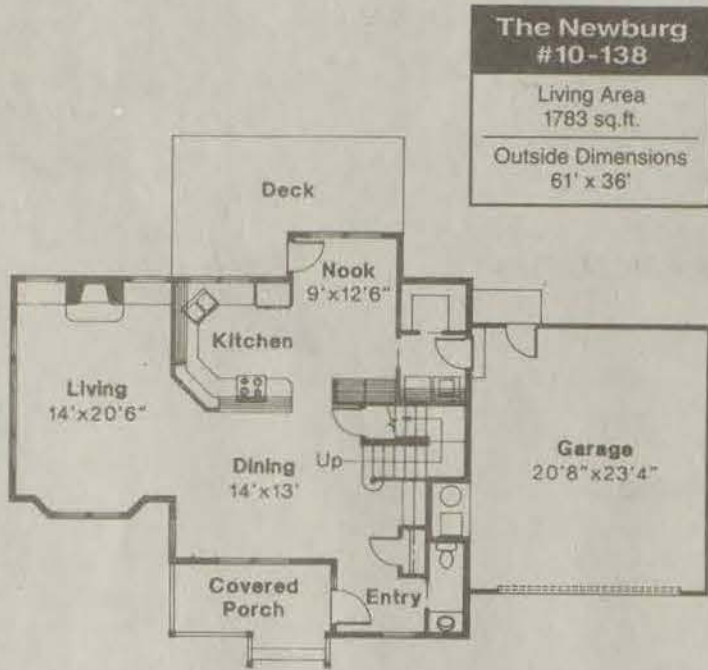 The Newburg
#10-138
Living Area
1783 sq.ft.
Outside Dimensions
61' x 36'
Deck
Nook
9'x12'6"
Kitchen
Living
14'x20'6"
Dining
14'x13'
Up
Garage
20'8"x23'4"
Covered
Porch
Entry